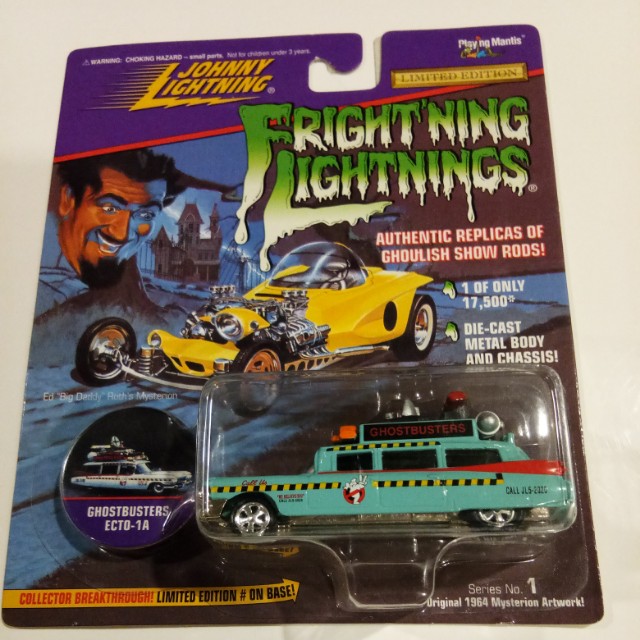 ⚠ WARNING: CHOKING HAZARD – small parts. Not for children under 3 years.
Playing Mantis
JOHNNY
LIGHTNING®
LIMITED EDITION
FRIGHT'NING
LIGHTNINGS®
AUTHENTIC REPLICAS OF
GHOULISH SHOW RODS!
1 OF ONLY
17,500*
DIE-CAST
METAL BODY
AND CHASSIS!
Ed "Big Daddy" Roth's Mysterion
GHOSTBUSTERS
Call Us
CALL JL5-2020
GHOSTBUSTERS
ECTO-1A
COLLECTOR BREAKTHROUGH! LIMITED EDITION # ON BASE!
Series No. 1
Original 1964 Mysterion Artwork!